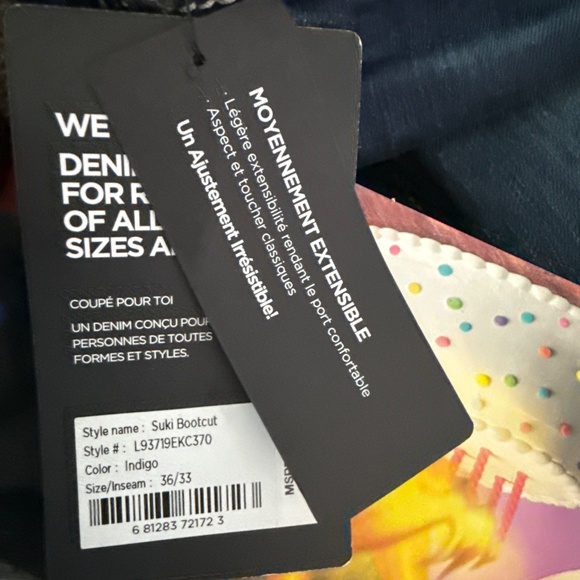 WE
DENI
FOR R
OF ALL
SIZES A
COUPÉ POUR TOI
UN DENIM CONÇU POUR
PERSONNES DE TOUTES
FORMES ET STYLES.
Style name : Suki Bootcut
Style # : L93719EKC370
Color : Indigo
Size/Inseam : 36/33
6 81283 72172 3
MSR
MOYENNEMENT EXTENSIBLE
· Légère extensibilité rendant le port confortable
· Aspect et toucher classiques
Un Ajustement Irrésistible!